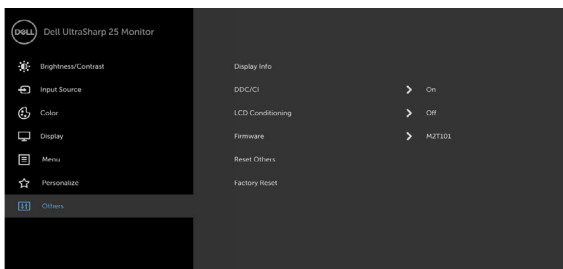 DELL Dell UltraSharp 25 Monitor
Brightness/Contrast
Input Source
Color
Display
Menu
Personalize
Others
Display Info
DDC/CI On
LCD Conditioning Off
Firmware M2T101
Reset Others
Factory Reset